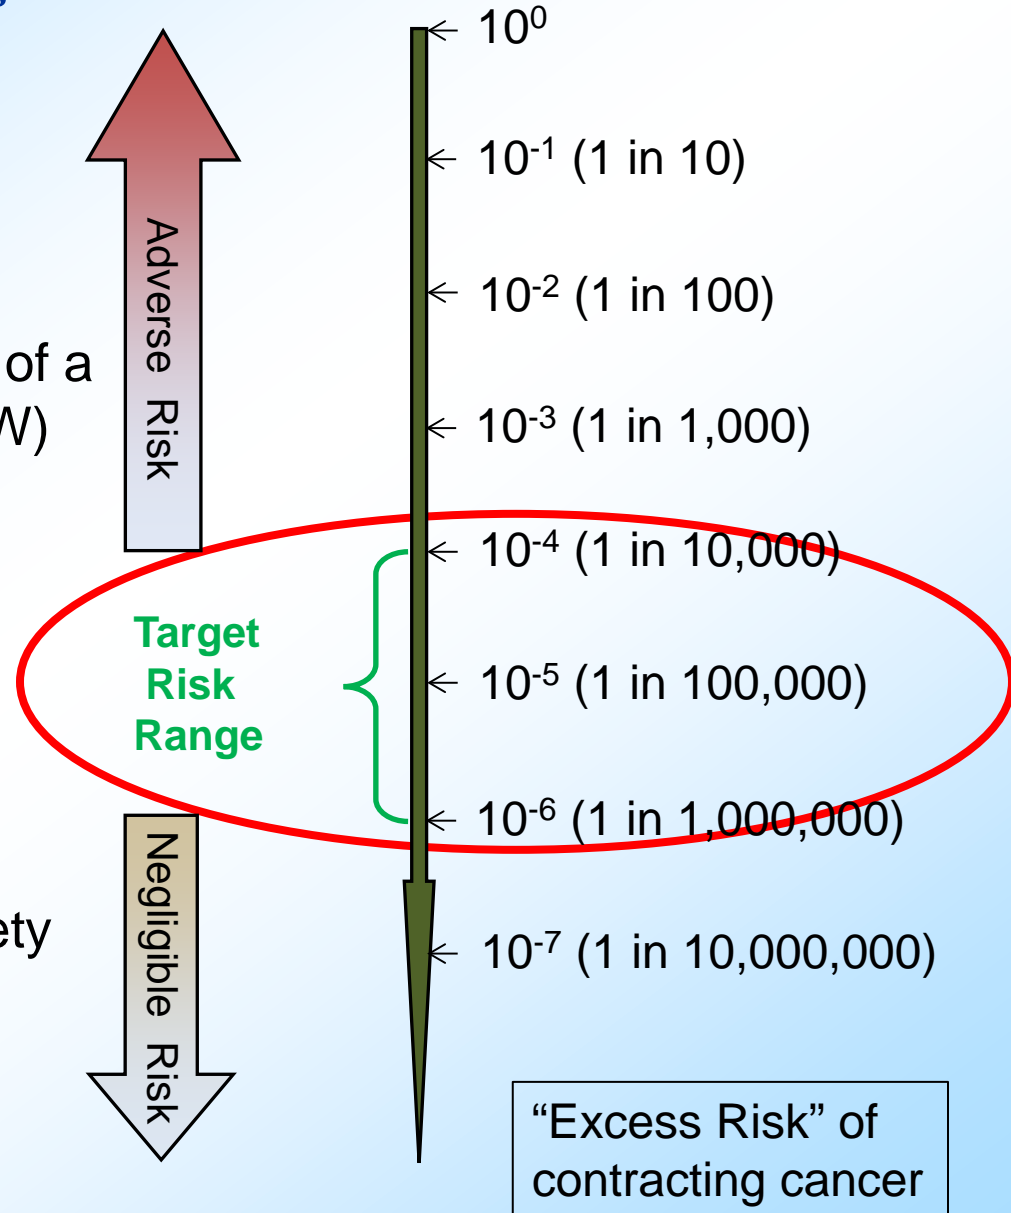 10⁰
10⁻¹ (1 in 10)
10⁻² (1 in 100)
Adverse Risk
of a
W)
10⁻³ (1 in 1,000)
10⁻⁴ (1 in 10,000)
Target
Risk
Range
10⁻⁵ (1 in 100,000)
10⁻⁶ (1 in 1,000,000)
Negligible Risk
ety
10⁻⁷ (1 in 10,000,000)
“Excess Risk” of
contracting cancer